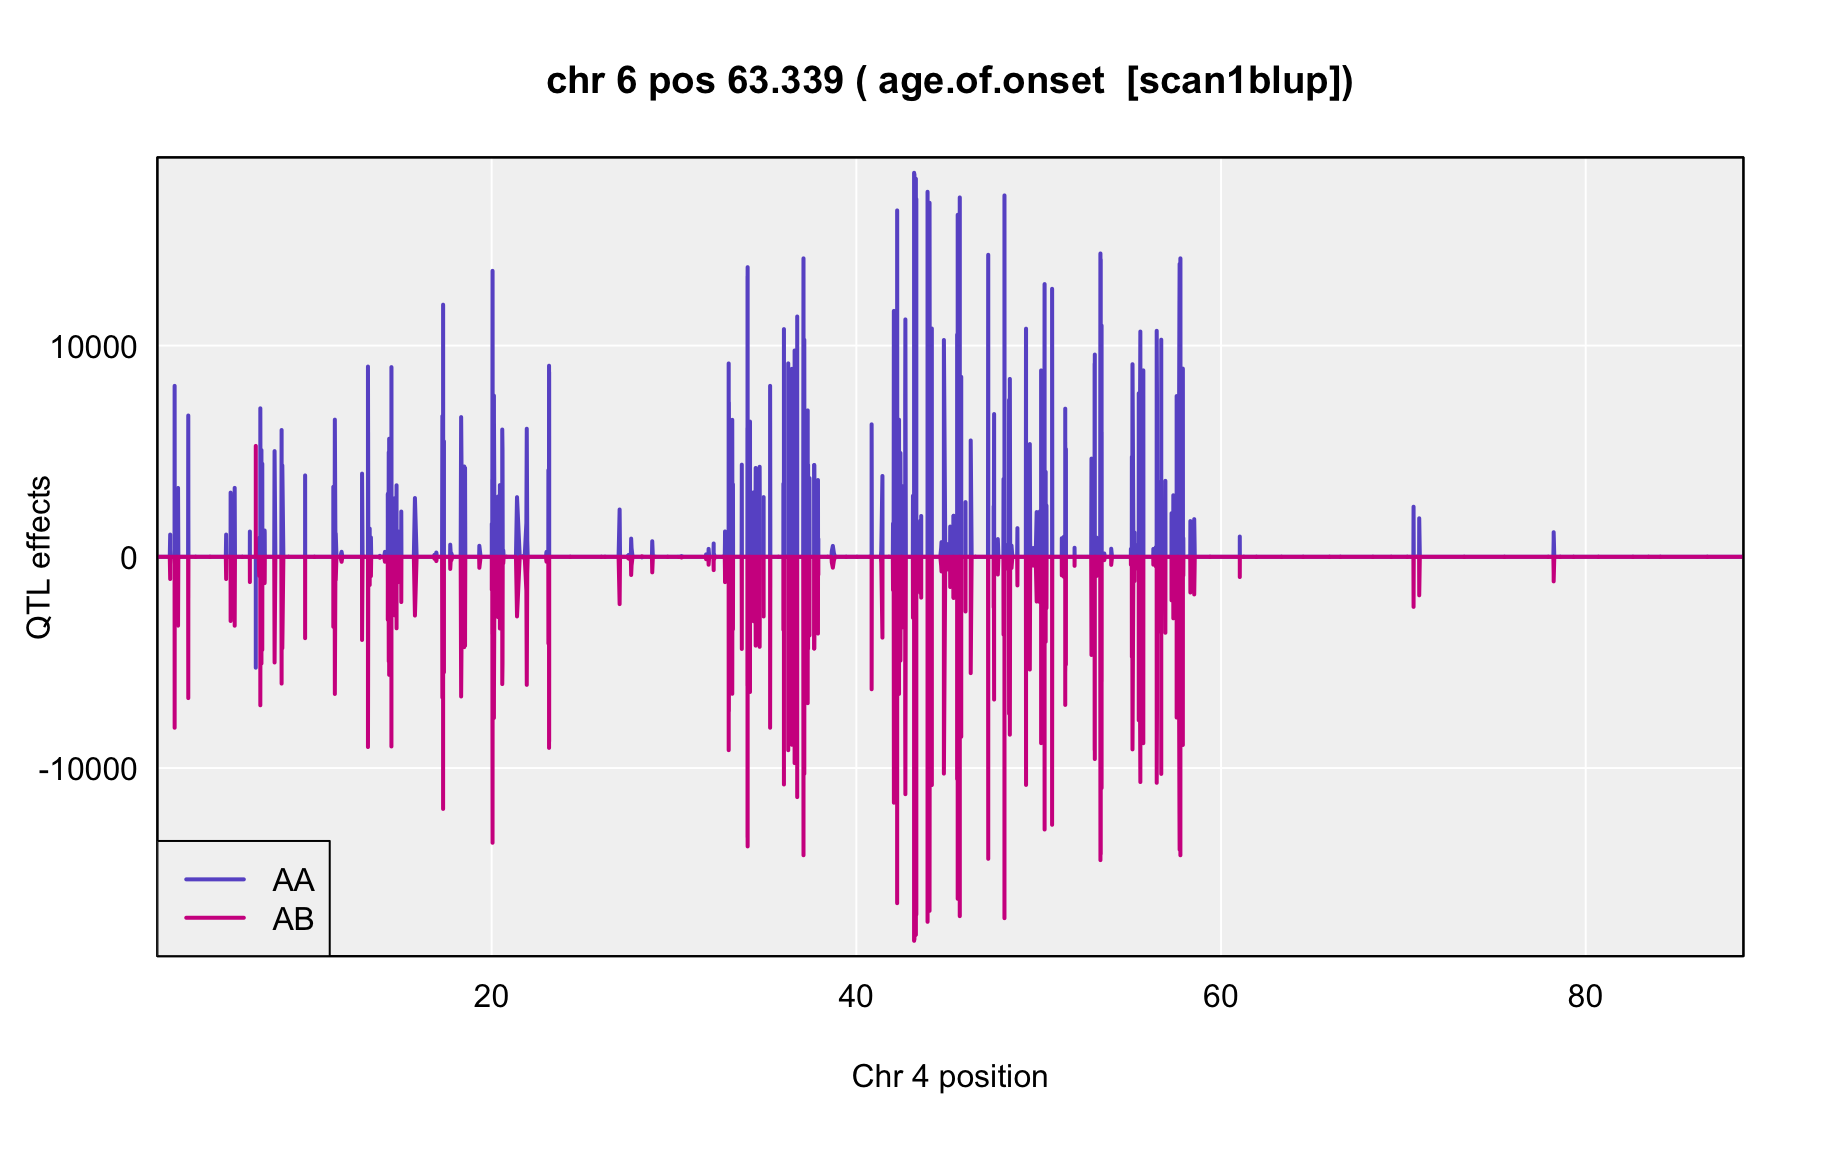 chr 6 pos 63.339 ( age.of.onset  [scan1blup])
QTL effects
10000
0
-10000
AA
AB
20 40 60 80
Chr 4 position